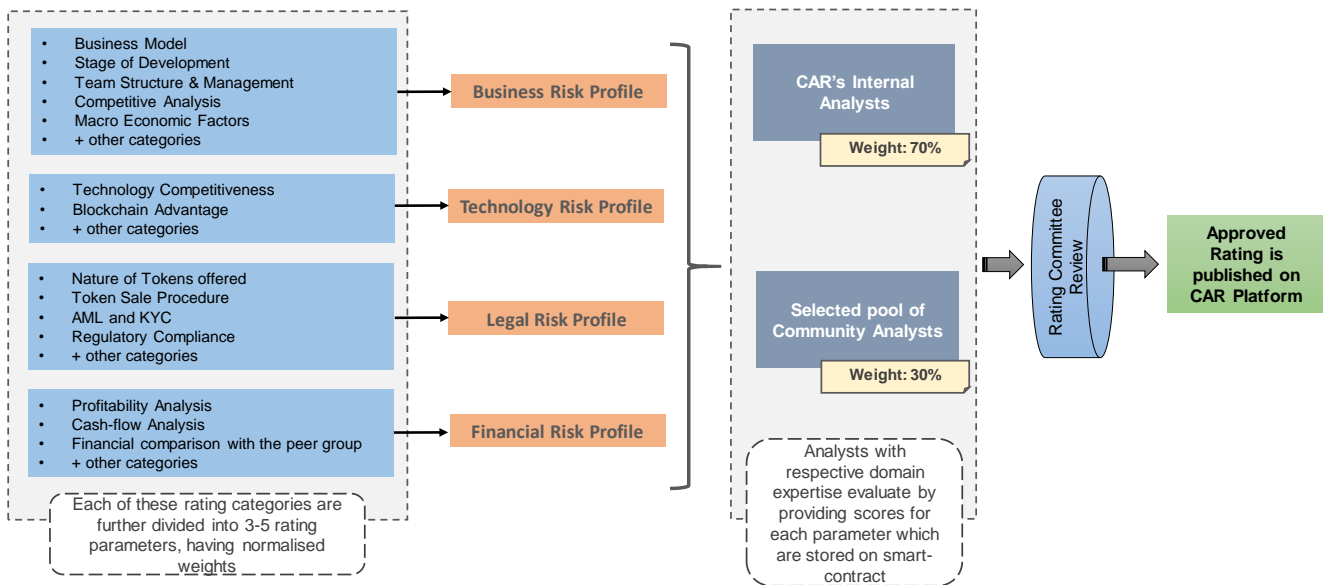 • Business Model
• Stage of Development
• Team Structure & Management
• Competitive Analysis
• Macro Economic Factors
• + other categories
Business Risk Profile
• Technology Competitiveness
• Blockchain Advantage
• + other categories
Technology Risk Profile
• Nature of Tokens offered
• Token Sale Procedure
• AML and KYC
• Regulatory Compliance
• + other categories
Legal Risk Profile
• Profitability Analysis
• Cash-flow Analysis
• Financial comparison with the peer group
• + other categories
Financial Risk Profile
Each of these rating categories are
further divided into 3-5 rating
parameters, having normalised
weights
CAR's Internal
Analysts
Weight: 70%
Selected pool of
Community Analysts
Weight: 30%
Analysts with
respective domain
expertise evaluate by
providing scores for
each parameter which
are stored on smart-
contract
Rating Committee
Review
Approved
Rating is
published on
CAR Platform